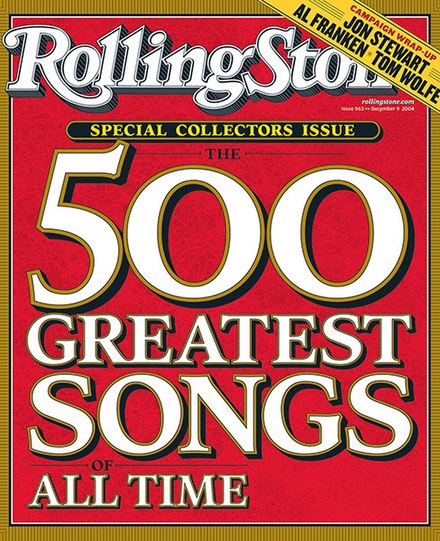 RollingStone
CAMPAIGN WRAP-UP
JON STEWART
AL FRANKEN TOM WOLFE
rollingstone.com
Issue 963 >> December 9 2004
SPECIAL COLLECTORS ISSUE
THE
500
GREATEST
SONGS
OF
ALL TIME